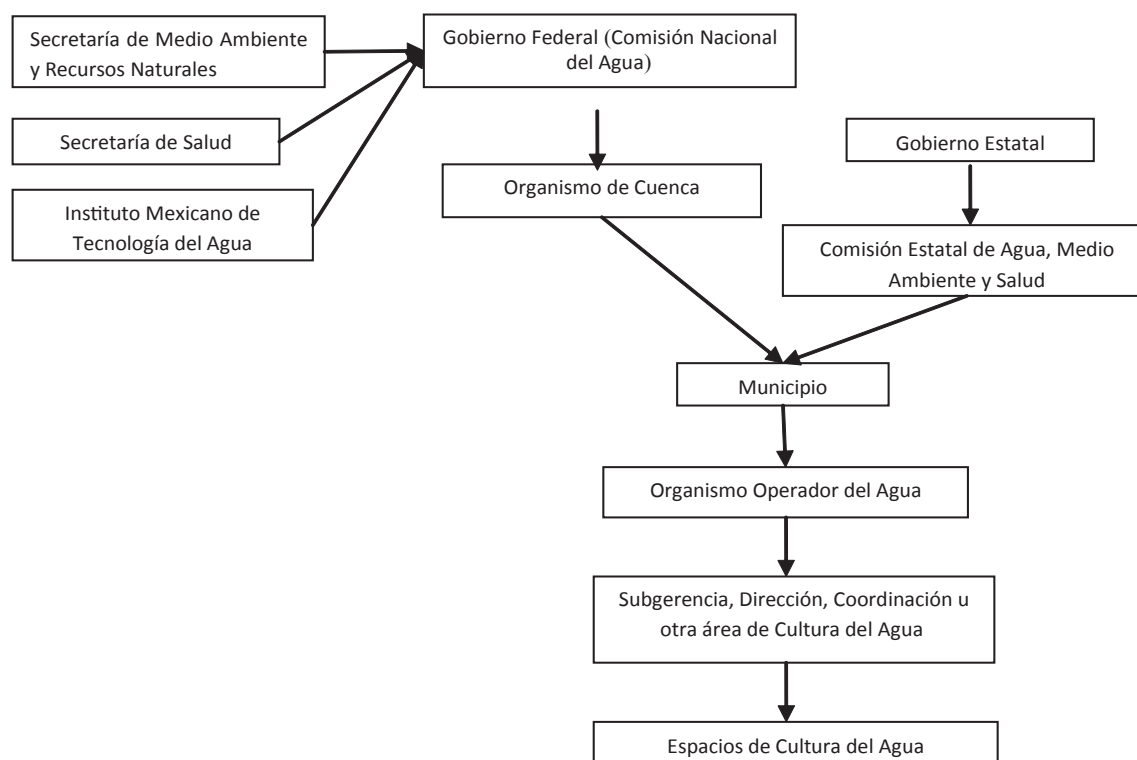 Secretaría de Medio Ambiente
y Recursos Naturales
Gobierno Federal (Comisión Nacional
del Agua)
Secretaría de Salud
Gobierno Estatal
Instituto Mexicano de
Tecnología del Agua
Organismo de Cuenca
Comisión Estatal de Agua, Medio
Ambiente y Salud
Municipio
Organismo Operador del Agua
Subgerencia, Dirección, Coordinación u
otra área de Cultura del Agua
Espacios de Cultura del Agua